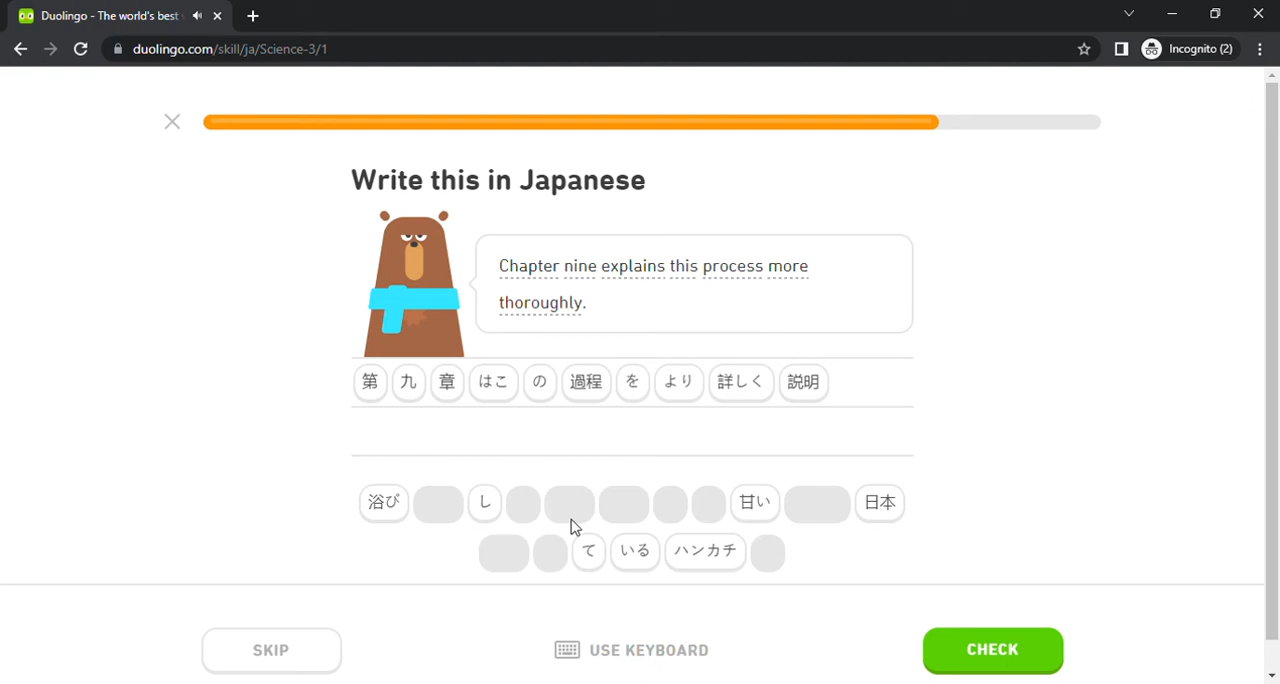 Duolingo - The world's best
duolingo.com/skill/ja/Science-3/1
Incognito (2)
Write this in Japanese
Chapter nine explains this process more
thoroughly.
第 九 章 はこ の 過程 を より 詳しく 説明
浴び し 甘い 日本
て いる ハンカチ
SKIP
USE KEYBOARD
CHECK